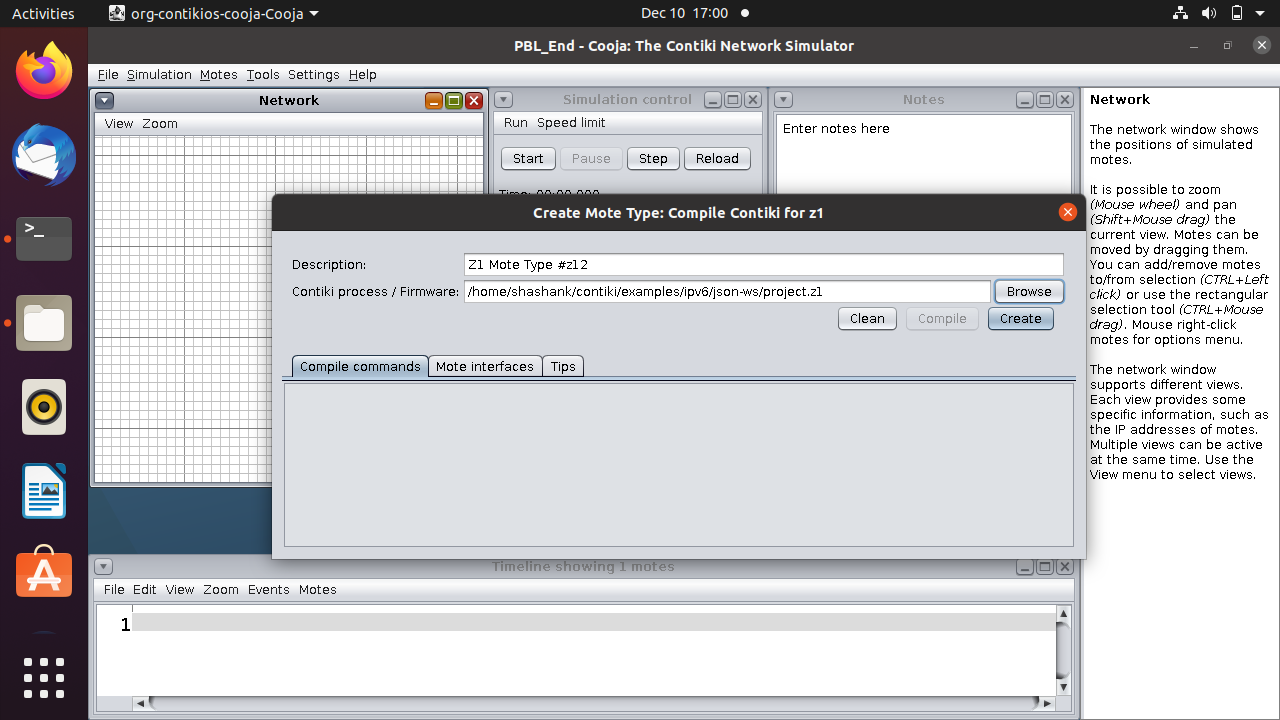 Activities
org-contikios-cooja-Cooja
Dec 10 17:00
PBL_End - Cooja: The Contiki Network Simulator
File Simulation Motes Tools Settings Help
Network
View Zoom
Simulation control
Run Speed limit
Start Pause Step Reload
Time: 00:00.000
Notes
Enter notes here
Network
The network window shows
the positions of simulated
motes.
It is possible to zoom
(Mouse wheel) and pan
(Shift+Mouse drag) the
current view. Motes can be
moved by dragging them.
You can add/remove motes
to/from selection (CTRL+Left
click) or use the rectangular
selection tool (CTRL+Mouse
drag). Mouse right-click
motes for options menu.
The network window
supports different views.
Each view provides some
specific information, such as
the IP addresses of motes.
Multiple views can be active
at the same time. Use the
View menu to select views.
Create Mote Type: Compile Contiki for z1
Description: Z1 Mote Type #z12
Contiki process / Firmware: /home/shashank/contiki/examples/ipv6/json-ws/project.z1 Browse
Clean Compile Create
Compile commands Mote interfaces Tips
Timeline showing 1 motes
File Edit View Zoom Events Motes
1